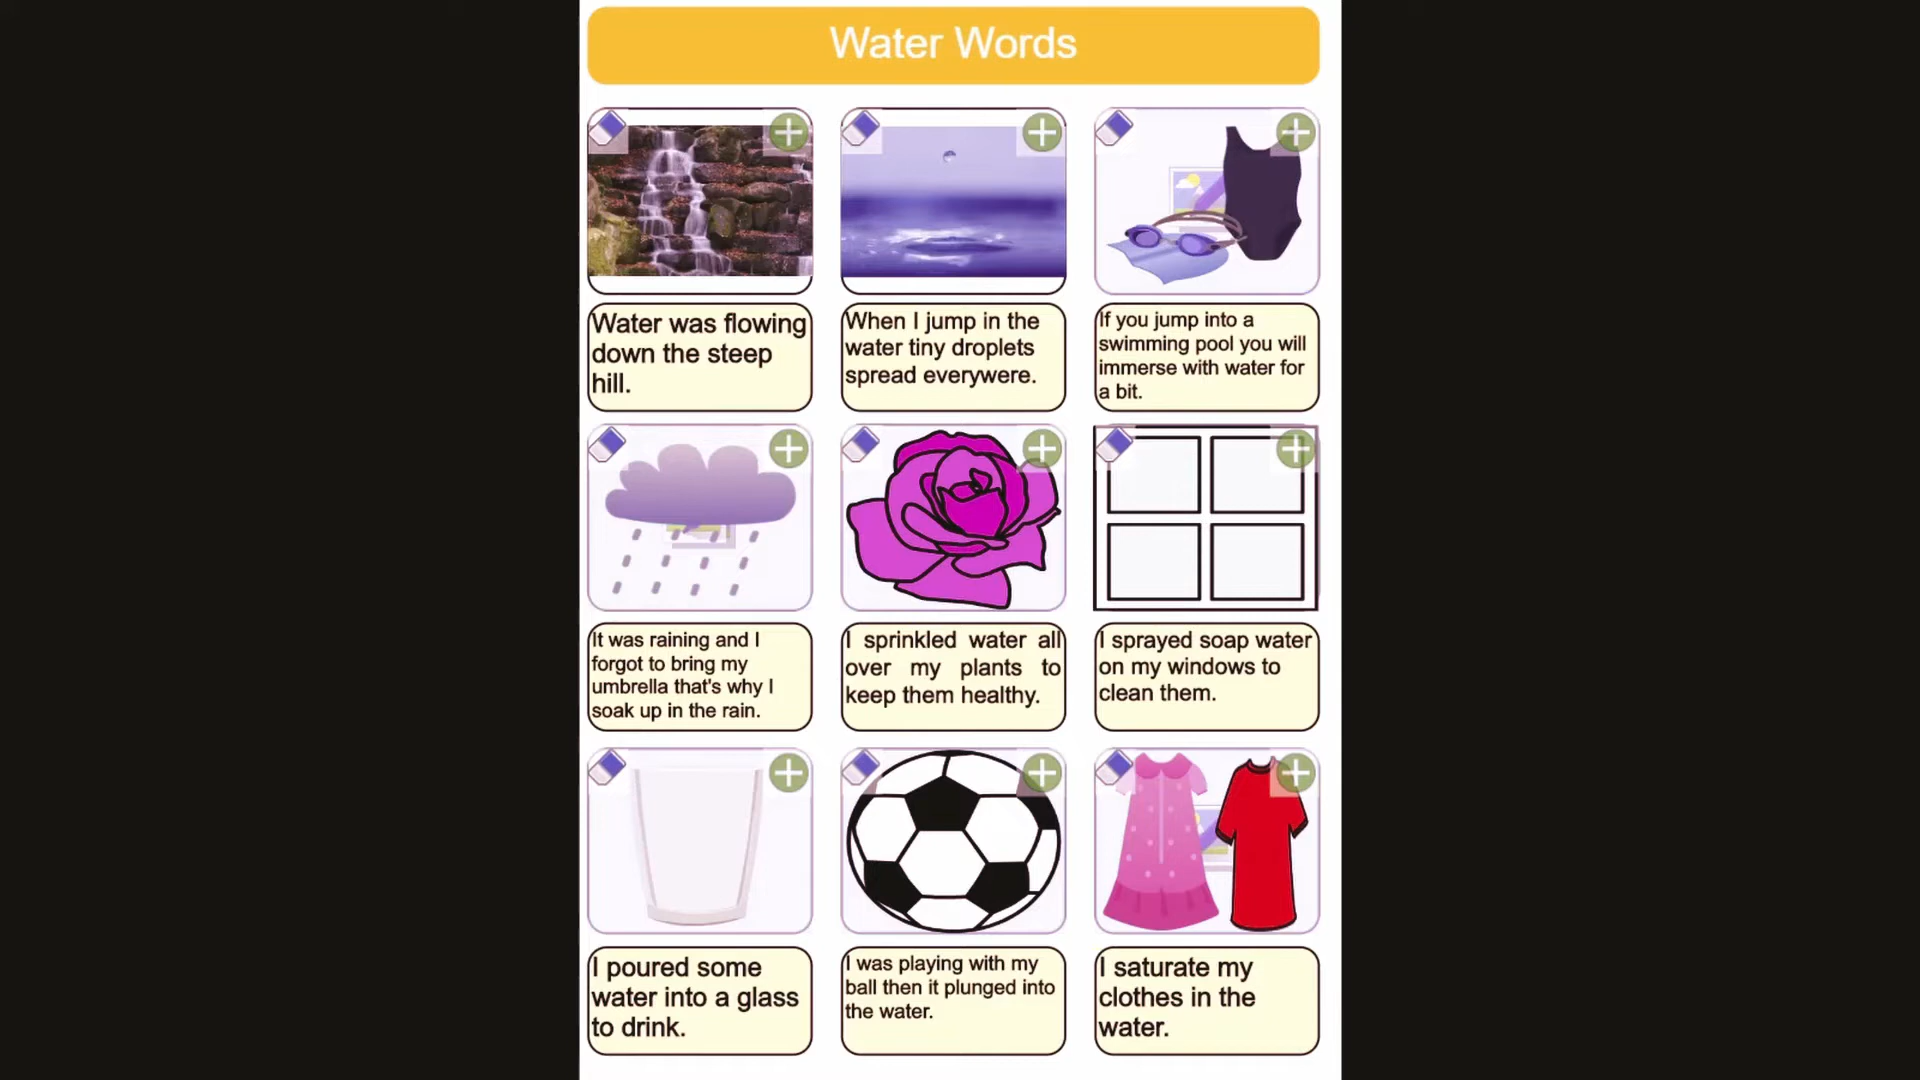 Water Words
Water was flowing
down the steep
hill.
When I jump in the
water tiny droplets
spread everywere.
If you jump into a
swimming pool you will
immerse with water for
a bit.
It was raining and I
forgot to bring my
umbrella that's why I
soak up in the rain.
I sprinkled water all
over my plants to
keep them healthy.
I sprayed soap water
on my windows to
clean them.
I poured some
water into a glass
to drink.
I was playing with my
ball then it plunged into
the water.
I saturate my
clothes in the
water.